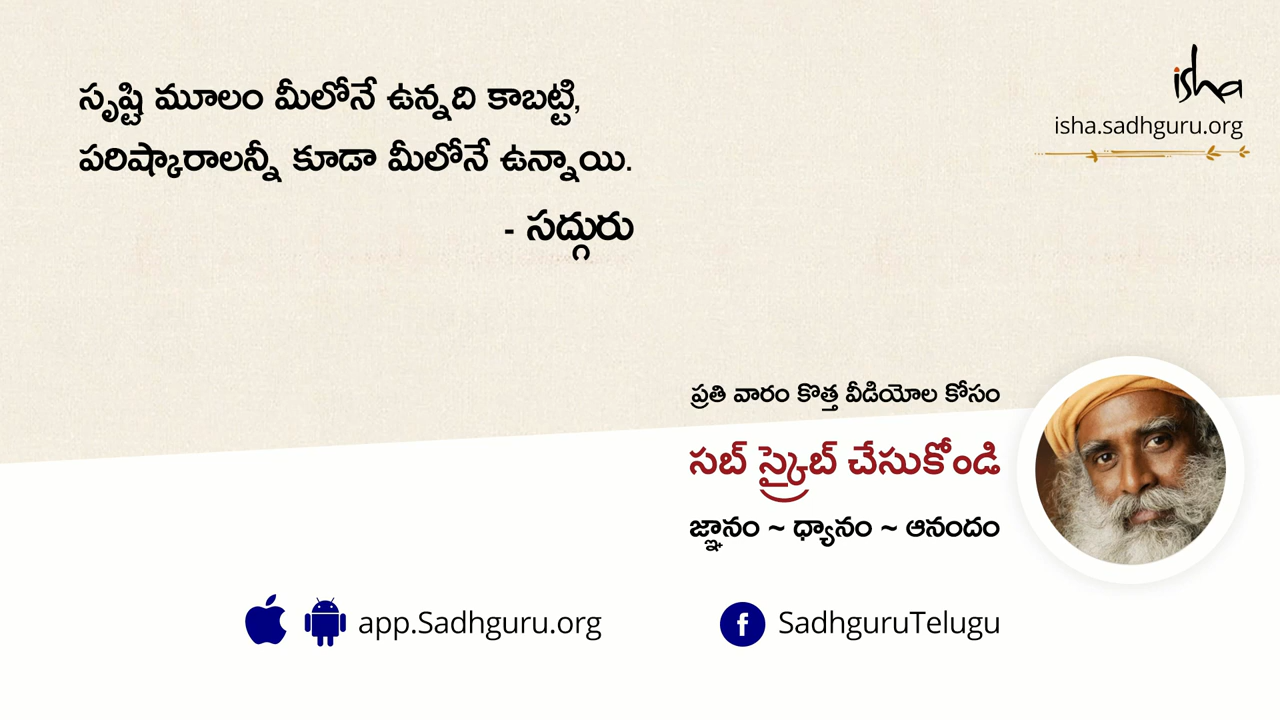 సృష్టి మూలం మీలోనే ఉన్నది కాబట్టి,
పరిష్కారాలన్నీ కూడా మీలోనే ఉన్నాయి.
- సద్గురు
isha
isha.sadhguru.org
ప్రతి వారం కొత్త వీడియోల కోసం
సబ్ స్క్రైబ్ చేసుకోండి
జ్ఞానం ~ ధ్యానం ~ ఆనందం
app.Sadhguru.org
SadhguruTelugu